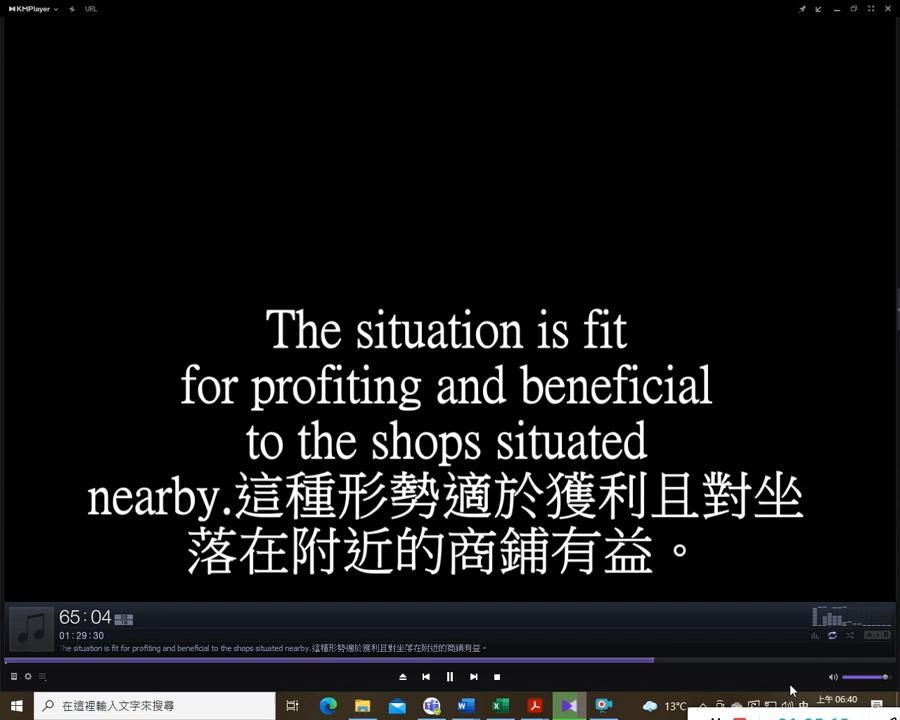 KMPlayer URL
The situation is fit
for profiting and beneficial
to the shops situated
nearby.這種形勢適於獲利且對坐
落在附近的商鋪有益。
65:04
01:29:30
The situation is fit for profiting and beneficial to the shops situated nearby.這種形勢適於獲利且對坐落在附近的商鋪有益。
在這裡輸入文字來搜尋
13°C
中
上午 06:40